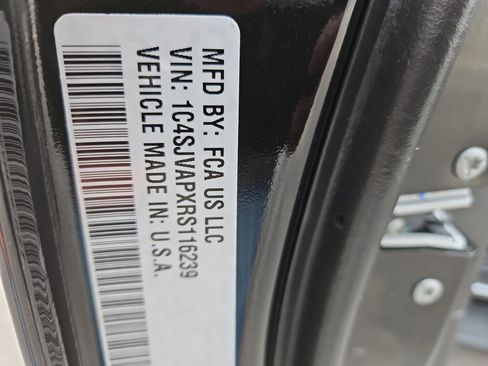 MFD BY: FCA US LLC
VIN: 1C4SJVAPXRS116239
VEHICLE MADE IN: U.S.A.